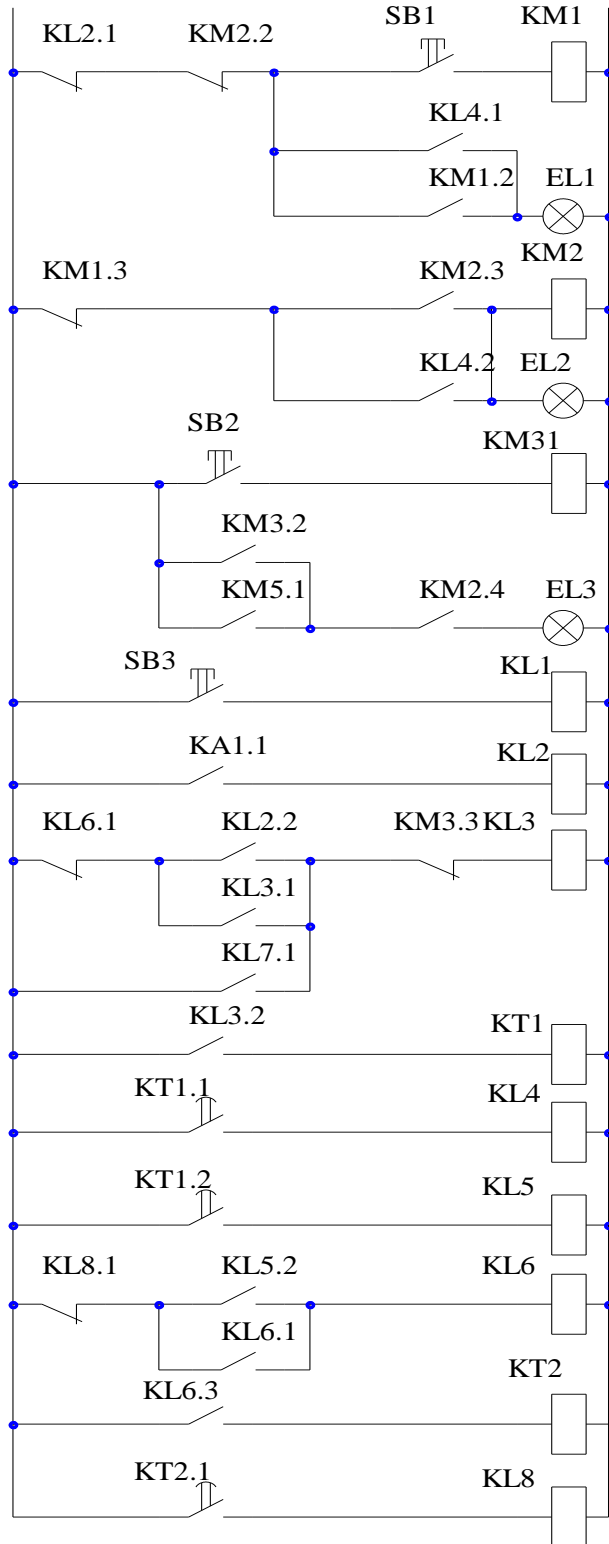 KL2.1 KM2.2 SB1 KM1
KL4.1
KM1.2 EL1
KM1.3 KM2.3 KM2
KL4.2 EL2
SB2 KM31
KM3.2
KM5.1 KM2.4 EL3
SB3 KL1
KA1.1 KL2
KL6.1 KL2.2 KM3.3 KL3
KL3.1
KL7.1
KL3.2 KT1
KT1.1 KL4
KT1.2 KL5
KL8.1 KL5.2 KL6
KL6.1
KL6.3 KT2
KT2.1 KL8